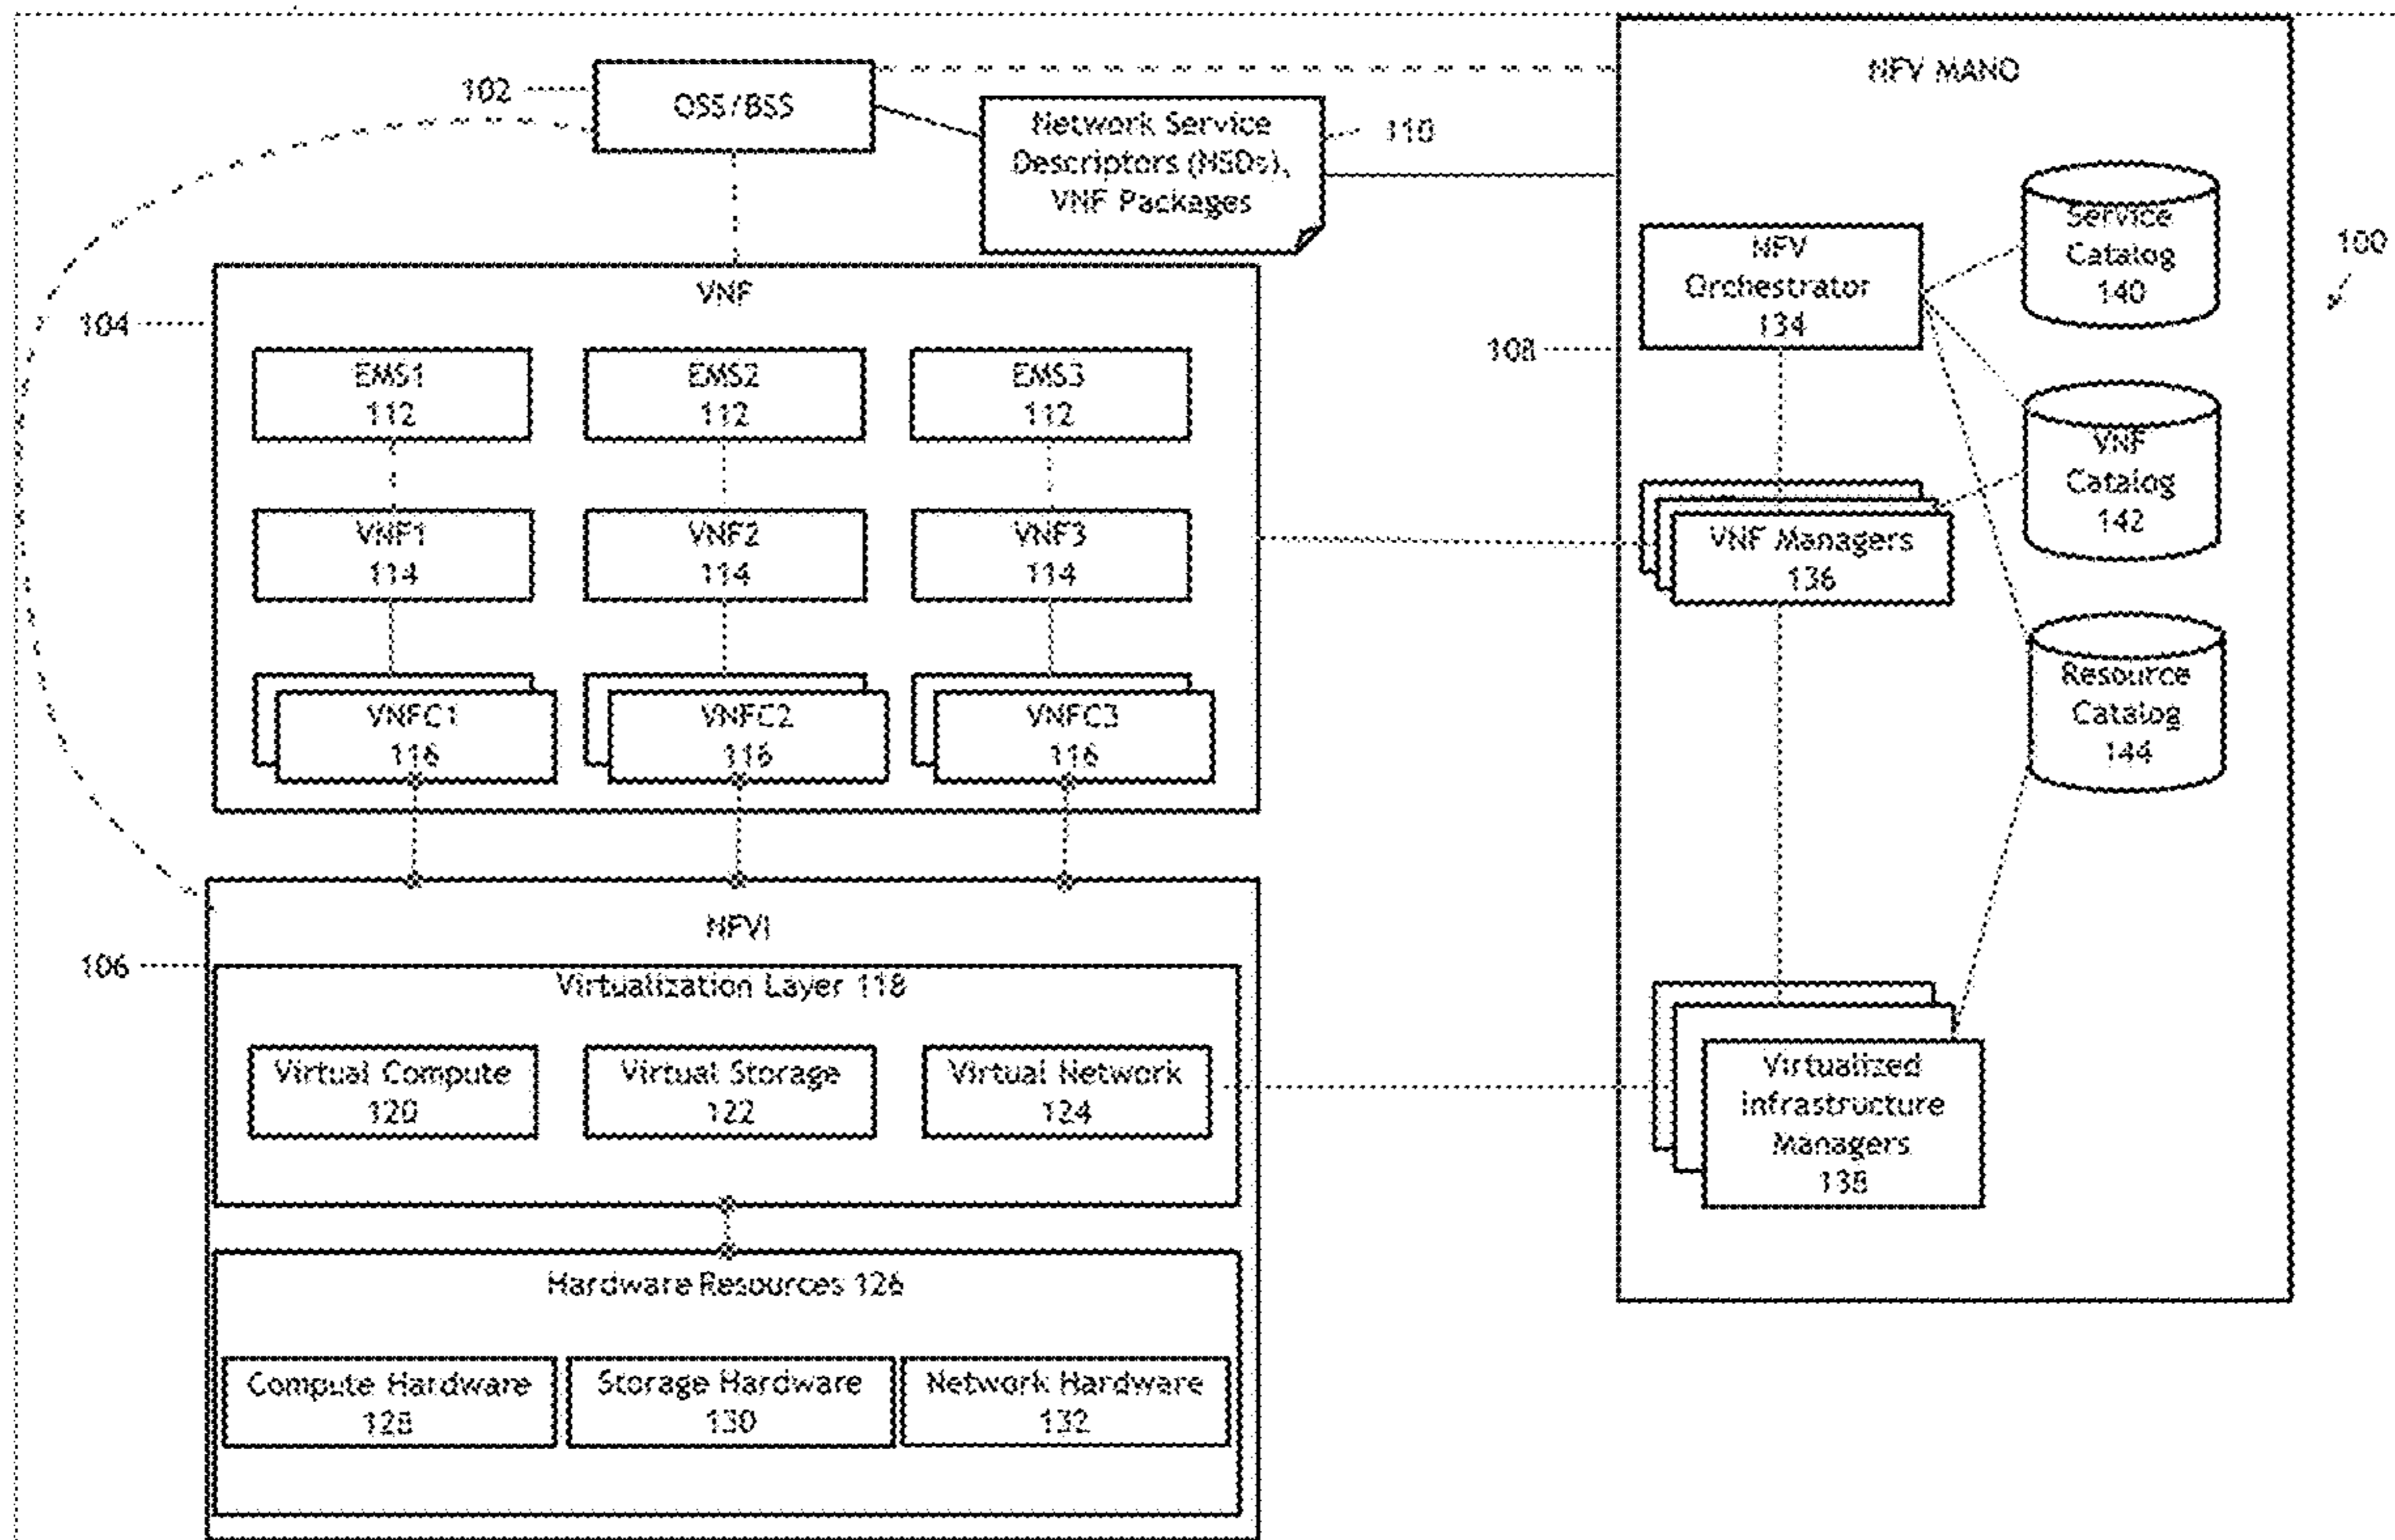 102
OSS/BSS
Network Service
Descriptors (NSDs),
VNF Packages
110
NFV MANO
100
104
VNF
EMS1
112
EMS2
112
EMS3
112
VNF1
114
VNF2
114
VNF3
114
VNFC1
116
VNFC2
116
VNFC3
116
108
NFV
Orchestrator
134
Service
Catalog
140
VNF
Catalog
142
VNF Managers
136
Resource
Catalog
144
106
NFVI
Virtualization Layer 118
Virtual Compute
120
Virtual Storage
122
Virtual Network
124
Virtualized
Infrastructure
Managers
138
Hardware Resources 126
Compute Hardware
128
Storage Hardware
130
Network Hardware
132